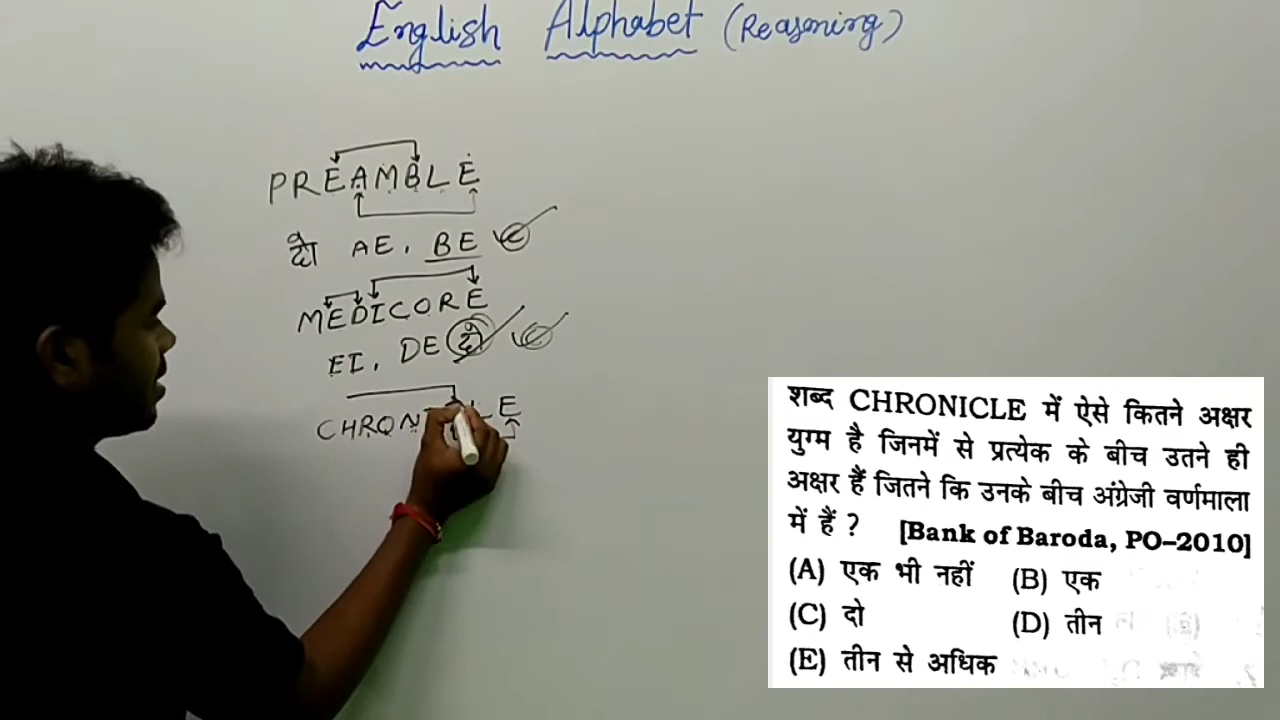 English Alphabet (Reasoning)
PREAMBLE
दो AE, BE
MEDICORE
EI, DE दो
CHRON LE
शब्द CHRONICLE में ऐसे कितने अक्षर
युग्म है जिनमें से प्रत्येक के बीच उतने ही
अक्षर हैं जितने कि उनके बीच अंग्रेजी वर्णमाला
में हैं ? [Bank of Baroda, PO–2010]
(A) एक भी नहीं (B) एक
(C) दो (D) तीन
(E) तीन से अधिक